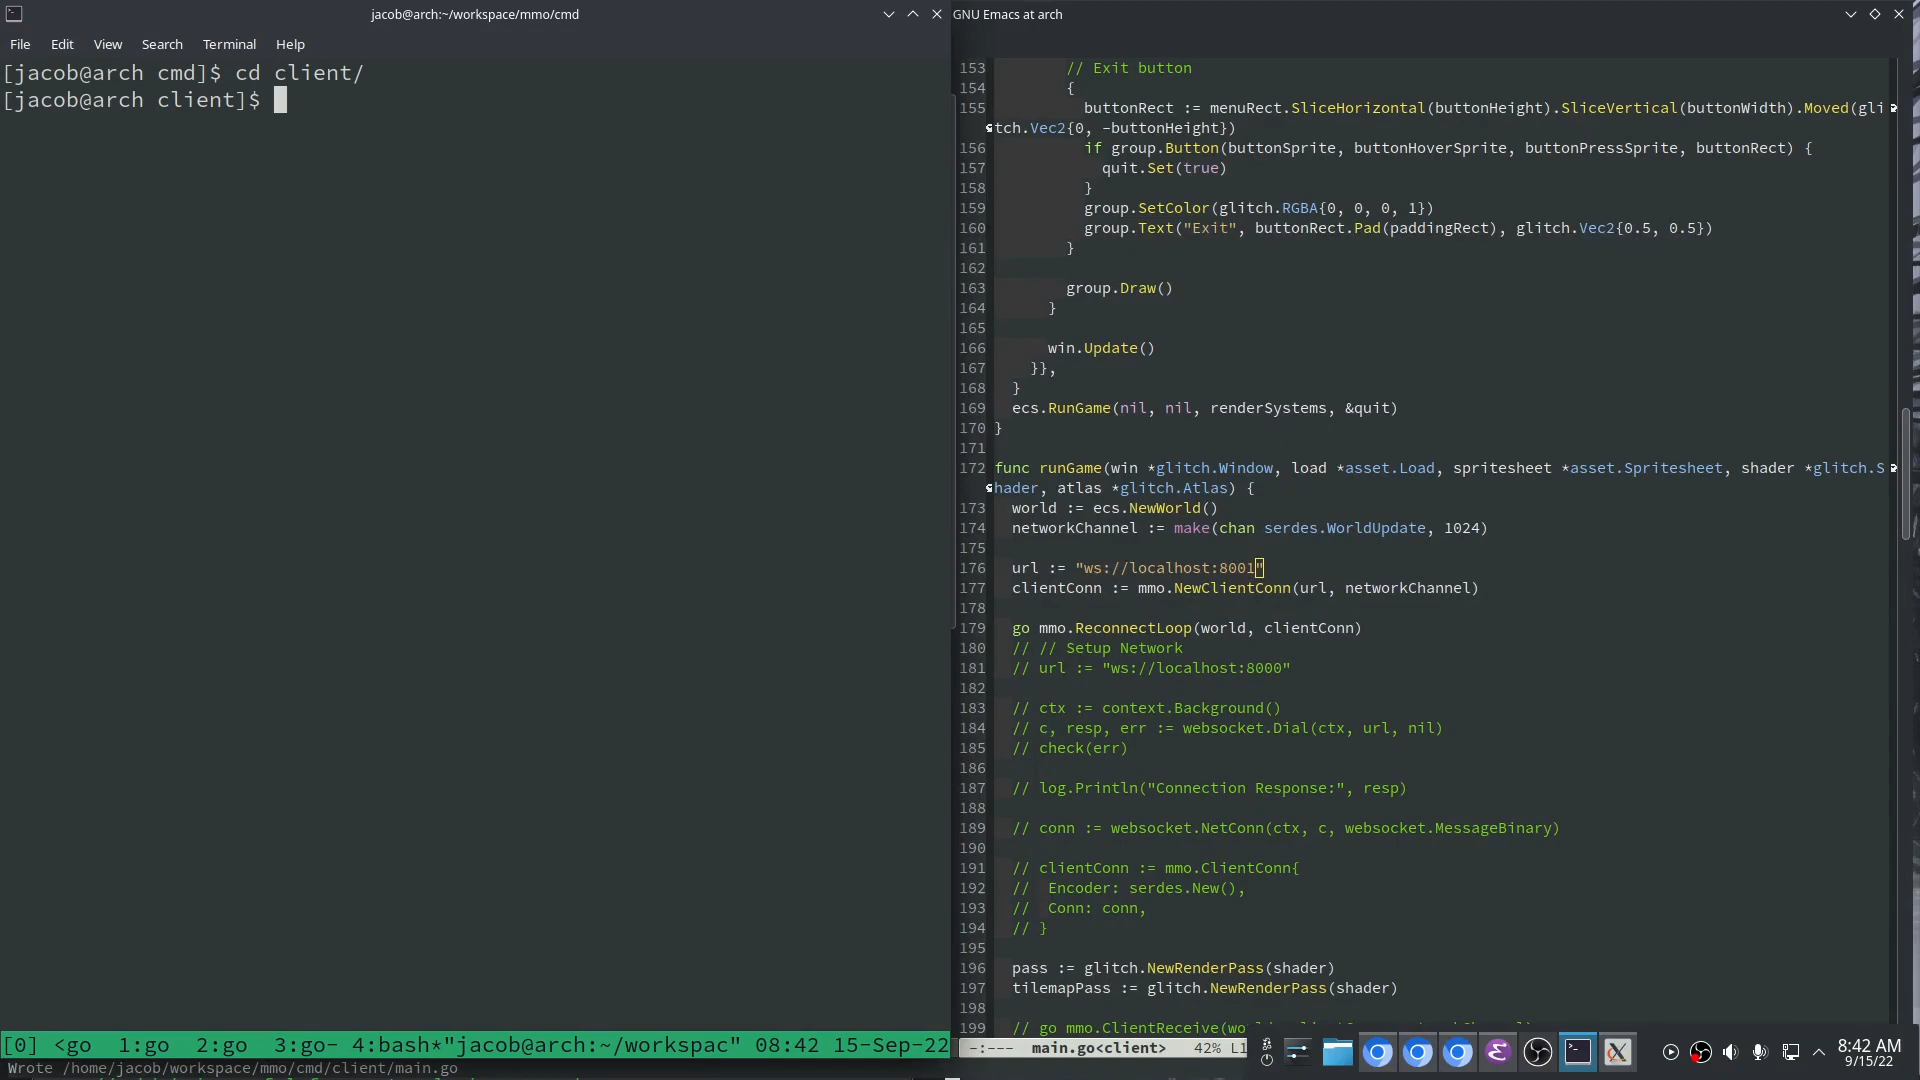 jacob@arch:~/workspace/mmo/cmd
File Edit View Search Terminal Help
[jacob@arch cmd]$ cd client/
[jacob@arch client]$
[0] <go 1:go 2:go 3:go- 4:bash*"jacob@arch:~/workspac" 08:42 15-Sep-22
Wrote /home/jacob/workspace/mmo/cmd/client/main.go
GNU Emacs at arch
153 // Exit button
154 {
155 buttonRect := menuRect.SliceHorizontal(buttonHeight).SliceVertical(buttonWidth).Moved(gli
tch.Vec2{0, -buttonHeight})
156 if group.Button(buttonSprite, buttonHoverSprite, buttonPressSprite, buttonRect) {
157 quit.Set(true)
158 }
159 group.SetColor(glitch.RGBA{0, 0, 0, 1})
160 group.Text("Exit", buttonRect.Pad(paddingRect), glitch.Vec2{0.5, 0.5})
161 }
162
163 group.Draw()
164 }
165
166 win.Update()
167 }},
168 }
169 ecs.RunGame(nil, nil, renderSystems, &quit)
170 }
171
172 func runGame(win *glitch.Window, load *asset.Load, spritesheet *asset.Spritesheet, shader *glitch.S
hader, atlas *glitch.Atlas) {
173 world := ecs.NewWorld()
174 networkChannel := make(chan serdes.WorldUpdate, 1024)
175
176 url := "ws://localhost:8001"
177 clientConn := mmo.NewClientConn(url, networkChannel)
178
179 go mmo.ReconnectLoop(world, clientConn)
180 // // Setup Network
181 // url := "ws://localhost:8000"
182
183 // ctx := context.Background()
184 // c, resp, err := websocket.Dial(ctx, url, nil)
185 // check(err)
186
187 // log.Println("Connection Response:", resp)
188
189 // conn := websocket.NetConn(ctx, c, websocket.MessageBinary)
190
191 // clientConn := mmo.ClientConn{
192 // Encoder: serdes.New(),
193 // Conn: conn,
194 // }
195
196 pass := glitch.NewRenderPass(shader)
197 tilemapPass := glitch.NewRenderPass(shader)
198
199 // go mmo.ClientReceive(
-:--- main.go<client> 42% L1
8:42 AM
9/15/22